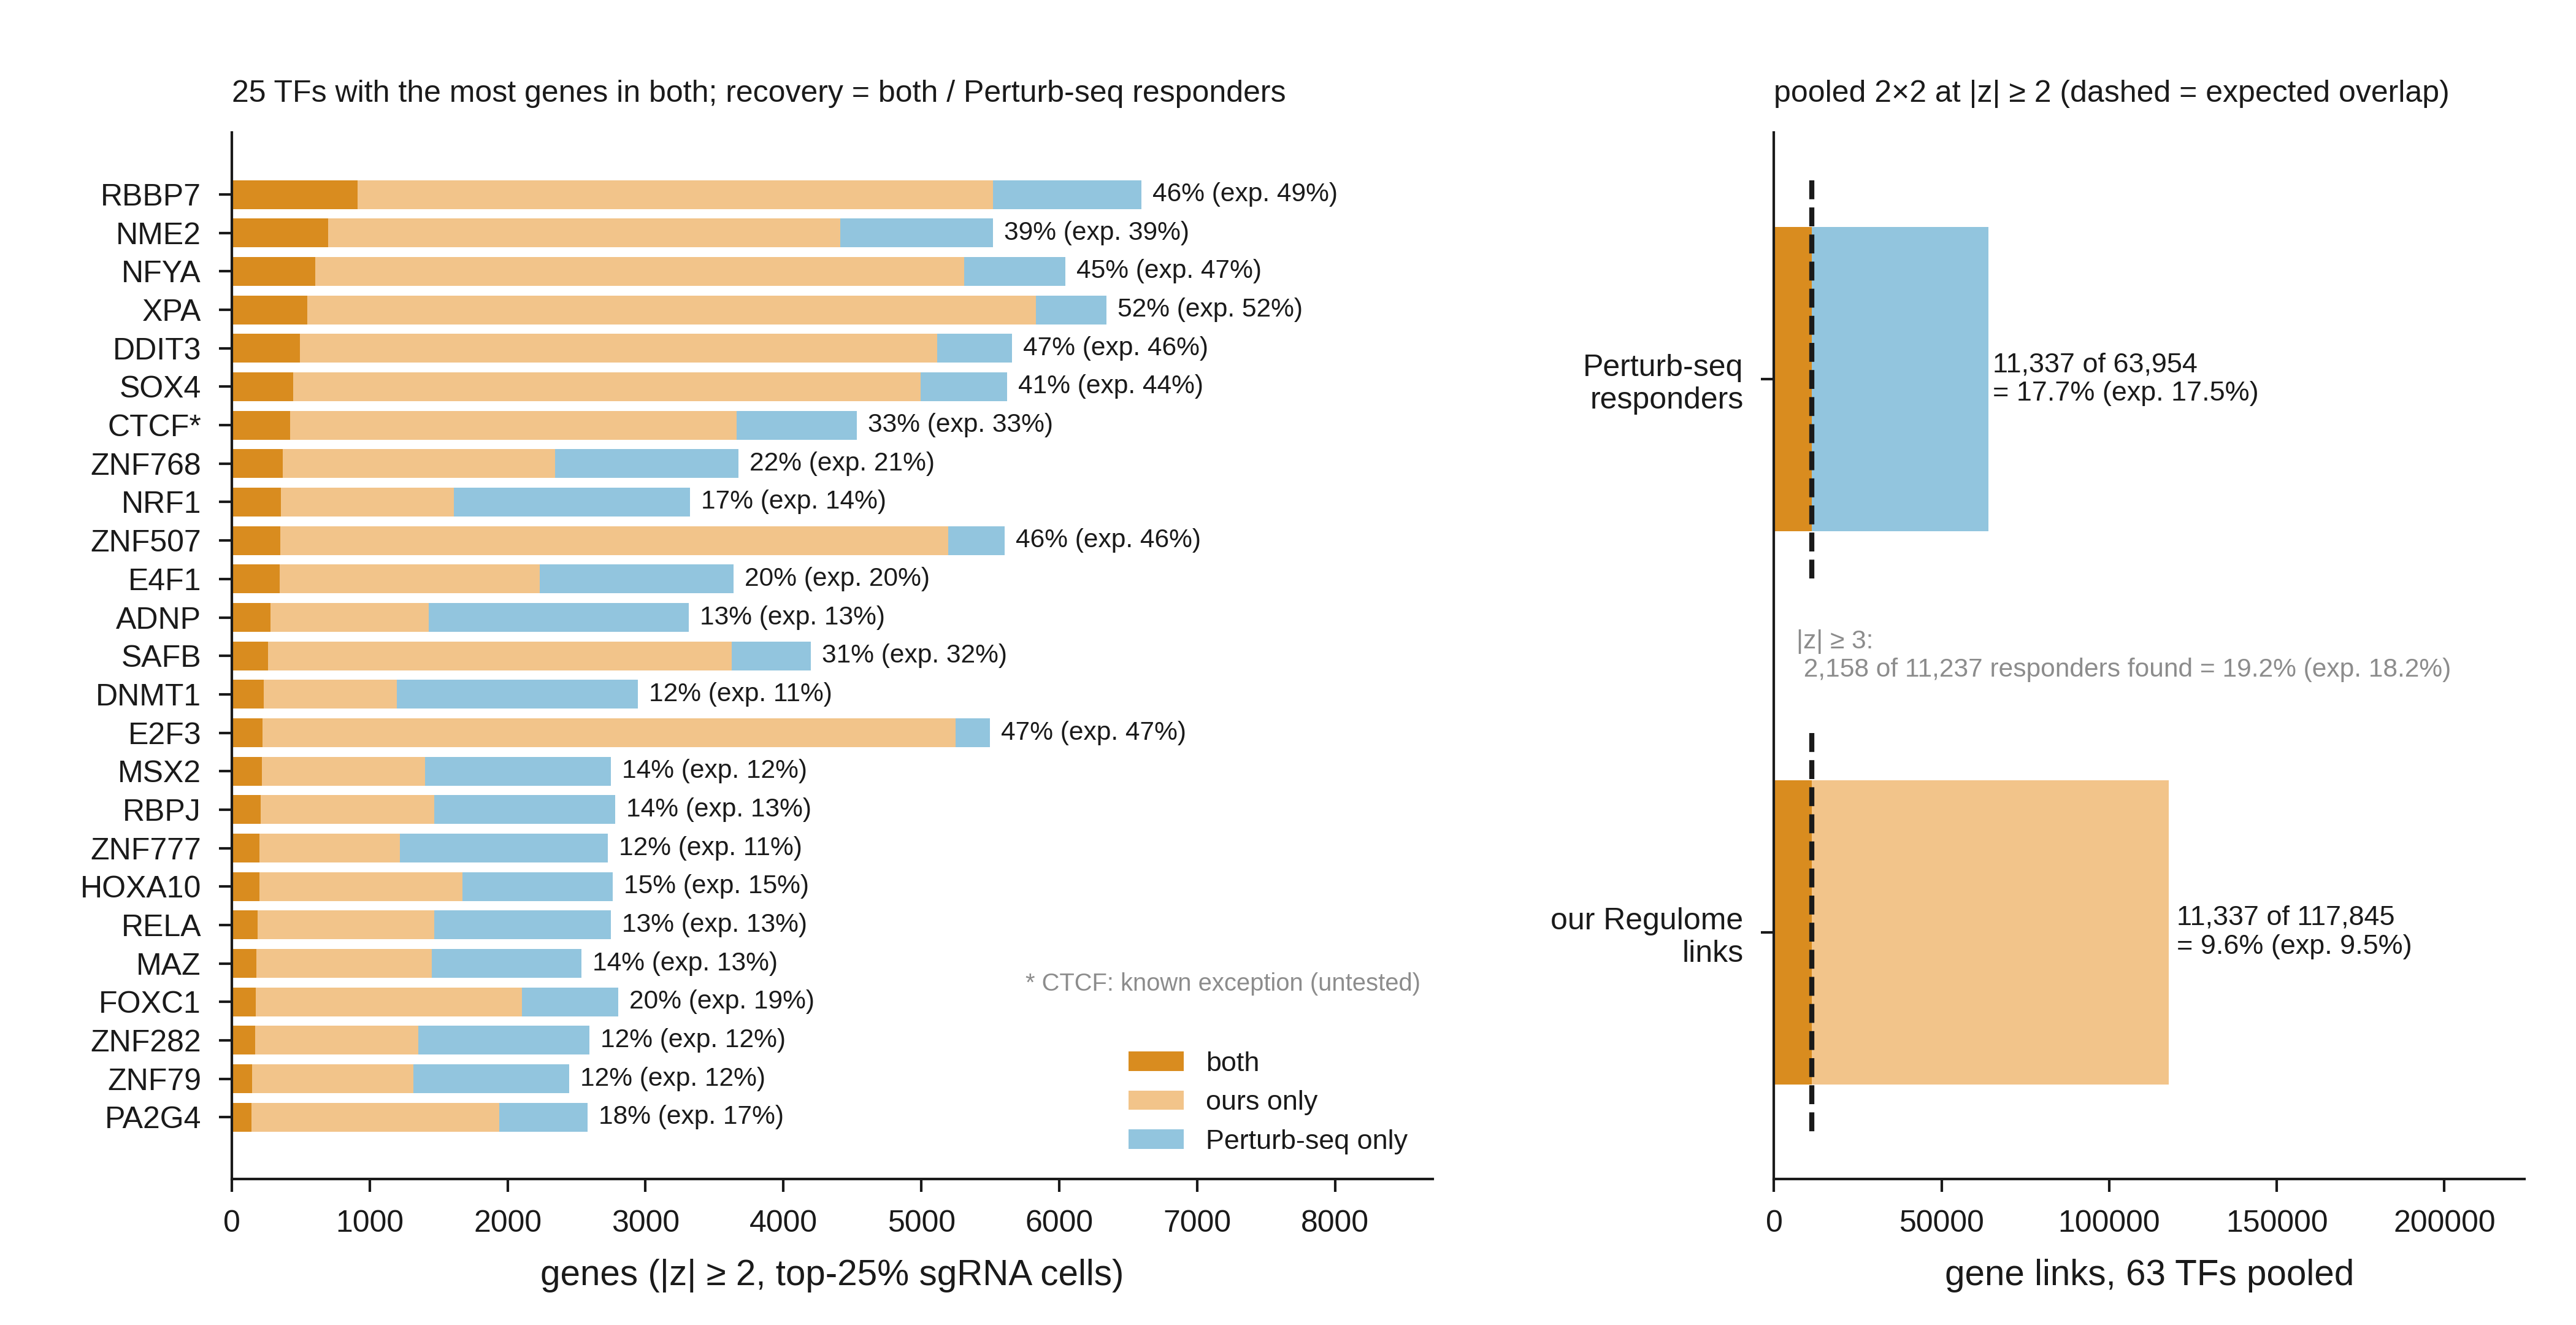 25 TFs with the most genes in both; recovery = both / Perturb-seq responders
RBBP7
46% (exp. 49%)
NME2
39% (exp. 39%)
NFYA
45% (exp. 47%)
XPA
52% (exp. 52%)
DDIT3
47% (exp. 46%)
SOX4
41% (exp. 44%)
CTCF*
33% (exp. 33%)
ZNF768
22% (exp. 21%)
NRF1
17% (exp. 14%)
ZNF507
46% (exp. 46%)
E4F1
20% (exp. 20%)
ADNP
13% (exp. 13%)
SAFB
31% (exp. 32%)
DNMT1
12% (exp. 11%)
E2F3
47% (exp. 47%)
MSX2
14% (exp. 12%)
RBPJ
14% (exp. 13%)
ZNF777
12% (exp. 11%)
HOXA10
15% (exp. 15%)
RELA
13% (exp. 13%)
MAZ
14% (exp. 13%)
FOXC1
20% (exp. 19%)
ZNF282
12% (exp. 12%)
ZNF79
12% (exp. 12%)
PA2G4
18% (exp. 17%)
* CTCF: known exception (untested)
both
ours only
Perturb-seq only
0 1000 2000 3000 4000 5000 6000 7000 8000
genes (|z| ≥ 2, top-25% sgRNA cells)
pooled 2×2 at |z| ≥ 2 (dashed = expected overlap)
Perturb-seq
responders
11,337 of 63,954
= 17.7% (exp. 17.5%)
|z| ≥ 3:
2,158 of 11,237 responders found = 19.2% (exp. 18.2%)
our Regulome
links
11,337 of 117,845
= 9.6% (exp. 9.5%)
0 50000 100000 150000 200000
gene links, 63 TFs pooled